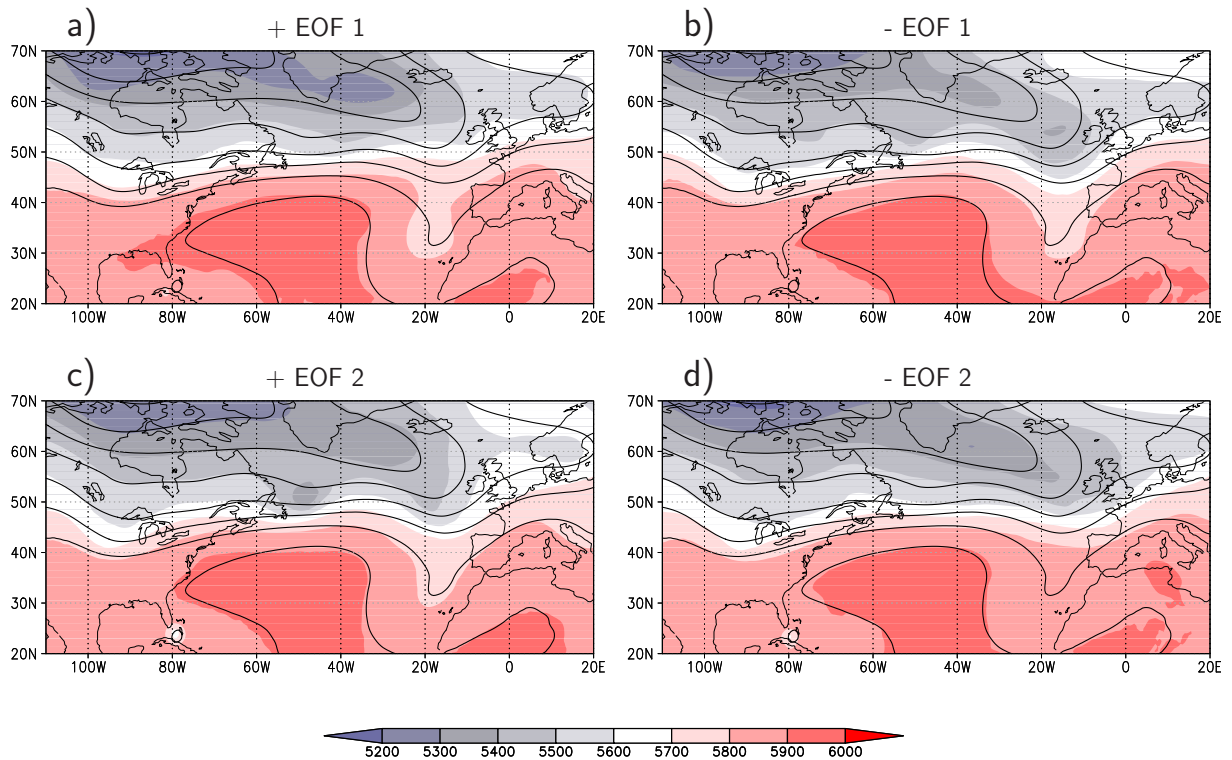 a) + EOF 1
b) - EOF 1
70N
60N
50N
40N
30N
20N
100W 80W 60W 40W 20W 0 20E
70N
60N
50N
40N
30N
20N
100W 80W 60W 40W 20W 0 20E
c) + EOF 2
d) - EOF 2
70N
60N
50N
40N
30N
20N
100W 80W 60W 40W 20W 0 20E
70N
60N
50N
40N
30N
20N
100W 80W 60W 40W 20W 0 20E
5200 5300 5400 5500 5600 5700 5800 5900 6000